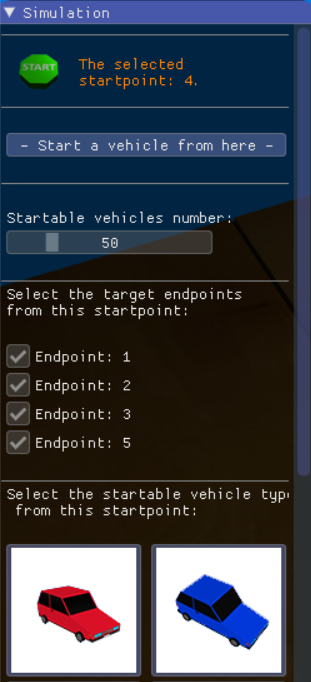 Simulation
START
The selected
startpoint: 4.
- Start a vehicle from here -
Startable vehicles number:
50
Select the target endpoints
from this startpoint:
Endpoint: 1
Endpoint: 2
Endpoint: 3
Endpoint: 5
Select the startable vehicle typ
from this startpoint: